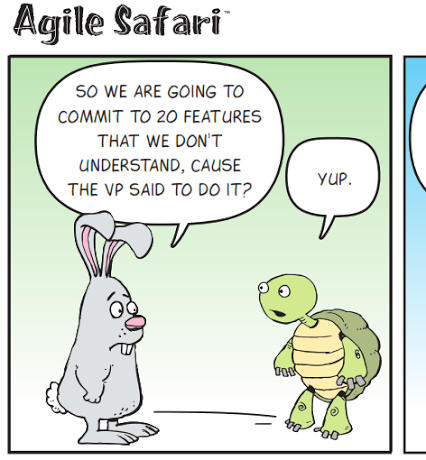 Agile Safari™
SO WE ARE GOING TO
COMMIT TO 20 FEATURES
THAT WE DON'T
UNDERSTAND, CAUSE
THE VP SAID TO DO IT?
YUP.